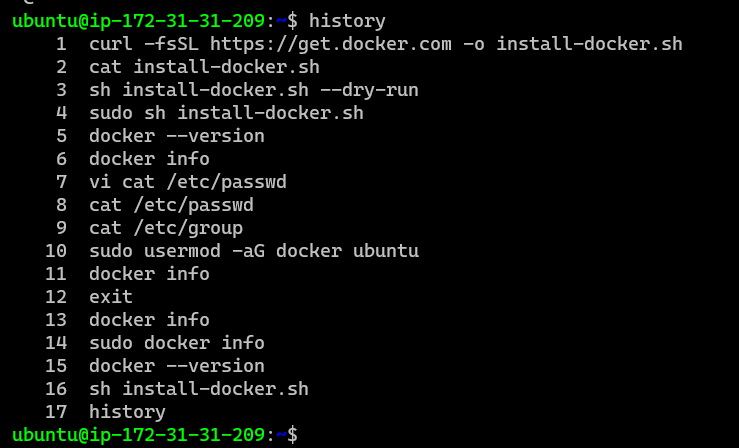 ubuntu@ip-172-31-31-209:~$ history
1 curl -fsSL https://get.docker.com -o install-docker.sh
2 cat install-docker.sh
3 sh install-docker.sh --dry-run
4 sudo sh install-docker.sh
5 docker --version
6 docker info
7 vi cat /etc/passwd
8 cat /etc/passwd
9 cat /etc/group
10 sudo usermod -aG docker ubuntu
11 docker info
12 exit
13 docker info
14 sudo docker info
15 docker --version
16 sh install-docker.sh
17 history
ubuntu@ip-172-31-31-209:~$